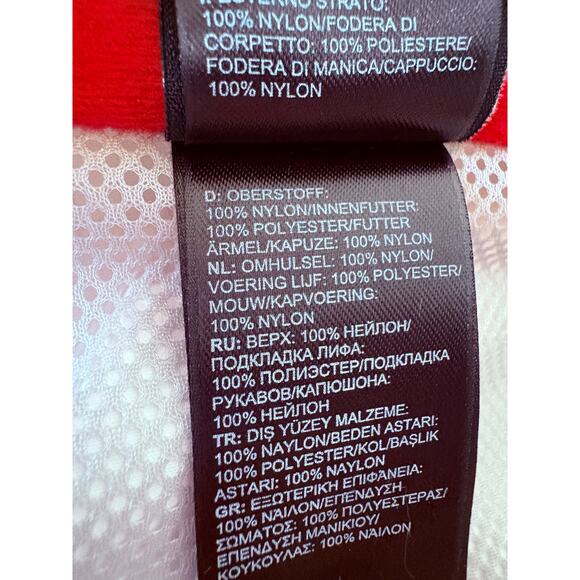 ESTERNO STRATO:
100% NYLON/FODERA DI
CORPETTO: 100% POLIESTERE/
FODERA DI MANICA/CAPPUCCIO:
100% NYLON
D: OBERSTOFF:
100% NYLON/INNENFUTTER:
100% POLYESTER/FUTTER
ÄRMEL/KAPUZE: 100% NYLON
NL: OMHULSEL: 100% NYLON/
VOERING LIJF: 100% POLYESTER/
MOUW/KAPVOERING:
100% NYLON
RU: ВЕРХ: 100% НЕЙЛОН/
ПОДКЛАДКА ЛИФА:
100% ПОЛИЭСТЕР/ПОДКЛАДКА
РУКАВОВ/КАПЮШОНА:
100% НЕЙЛОН
TR: DIŞ YÜZEY MALZEME:
100% NAYLON/BEDEN ASTARI:
100% POLYESTER/KOL/BAŞLIK
ASTARI: 100% NAYLON
GR: ΕΞΩΤΕΡΙΚΗ ΕΠΙΦΑΝΕΙΑ:
100% ΝΑΪΛΟΝ/ΕΠΕΝΔΥΣΗ
ΣΩΜΑΤΟΣ: 100% ΠΟΛΥΕΣΤΕΡΑΣ/
ΕΠΕΝΔΥΣΗ ΜΑΝΙΚΙΟΥ/
ΚΟΥΚΟΥΛΑΣ: 100% ΝΑΪΛΟΝ